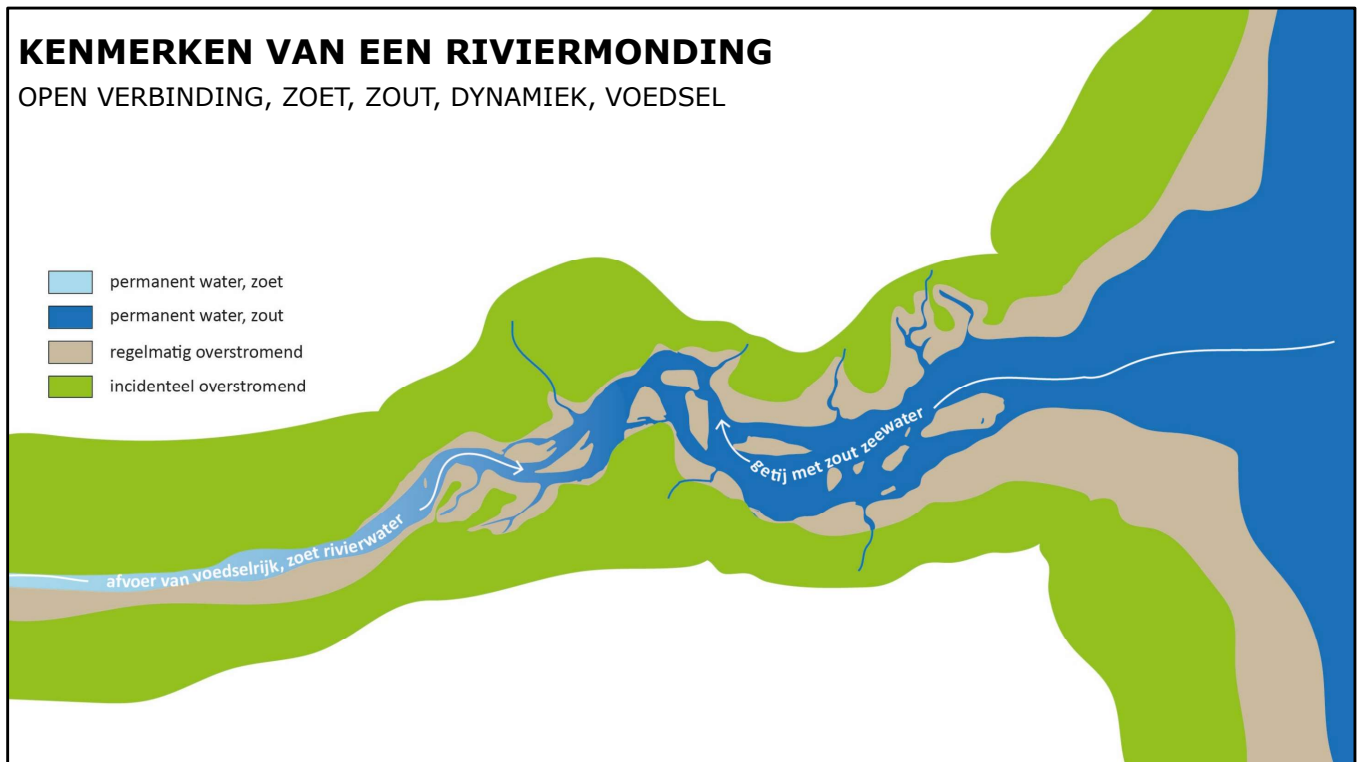 KENMERKEN VAN EEN RIVIERMONDING
OPEN VERBINDING, ZOET, ZOUT, DYNAMIEK, VOEDSEL
permanent water, zoet
permanent water, zout
regelmatig overstromend
incidenteel overstromend
getij met zout zeewater
afvoer van voedselrijk, zoet rivierwater